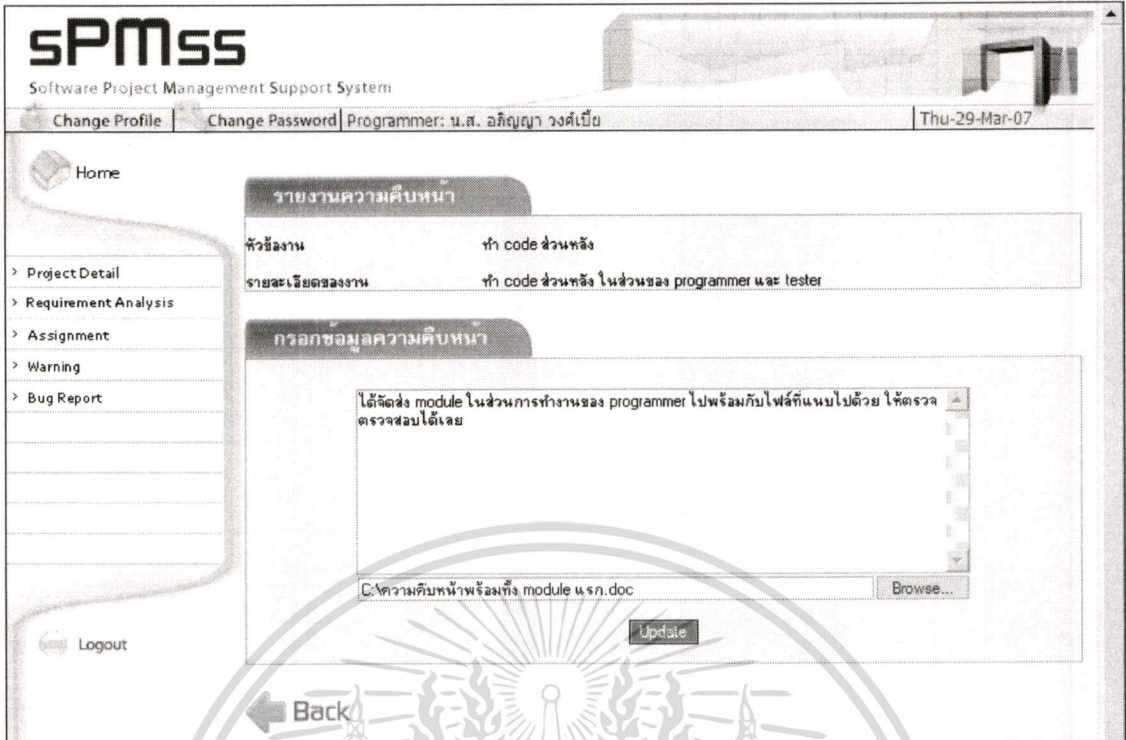 sPMss
Software Project Management Support System
Change Profile Change Password Programmer: น.ส. อภิญญา วงศ์เบี้ย Thu-29-Mar-07
Home
รายงานความคืบหน้า
หัวข้องาน ทำ code ส่วนหลัง
> Project Detail
รายละเอียดของงาน ทำ code ส่วนหลัง ในส่วนของ programmer และ tester
> Requirement Analysis
> Assignment
กรอกข้อมูลความคืบหน้า
> Warning
> Bug Report
ได้จัดส่ง module ในส่วนการทำงานของ programmer ไปพร้อมกับไฟล์ที่แนบไปด้วย ให้ตรวจ
ตรวจสอบได้เลย
C:\ความคืบหน้าพร้อมทั้ง module แรก.doc Browse...
Update
Logout
Back